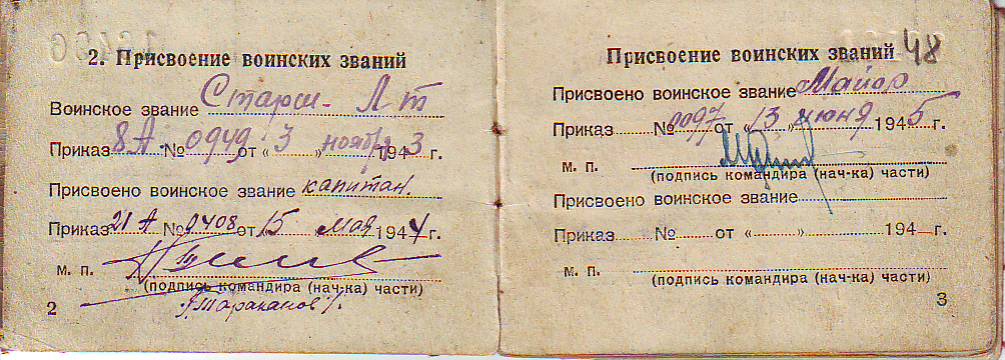 2. Присвоение воинских званий
Воинское звание Старш- Лт
Приказ 8А. № 0949 от « 3 » ноября 1943 г.
Присвоено воинское звание капитан.
Приказ 21 А № 0408 от 15 мая 1944 г.
м. п.
(подпись командира (нач-ка) части)
/Тараканов/.
2
Присвоение воинских званий 48
Присвоено воинское звание Майор
Приказ № 0097 от « 13 » июня 1945 г.
м. п.
(подпись командира (нач-ка) части)
Присвоено воинское звание
Приказ № от « » 194 г.
м. п.
(подпись командира (нач-ка) части)
3